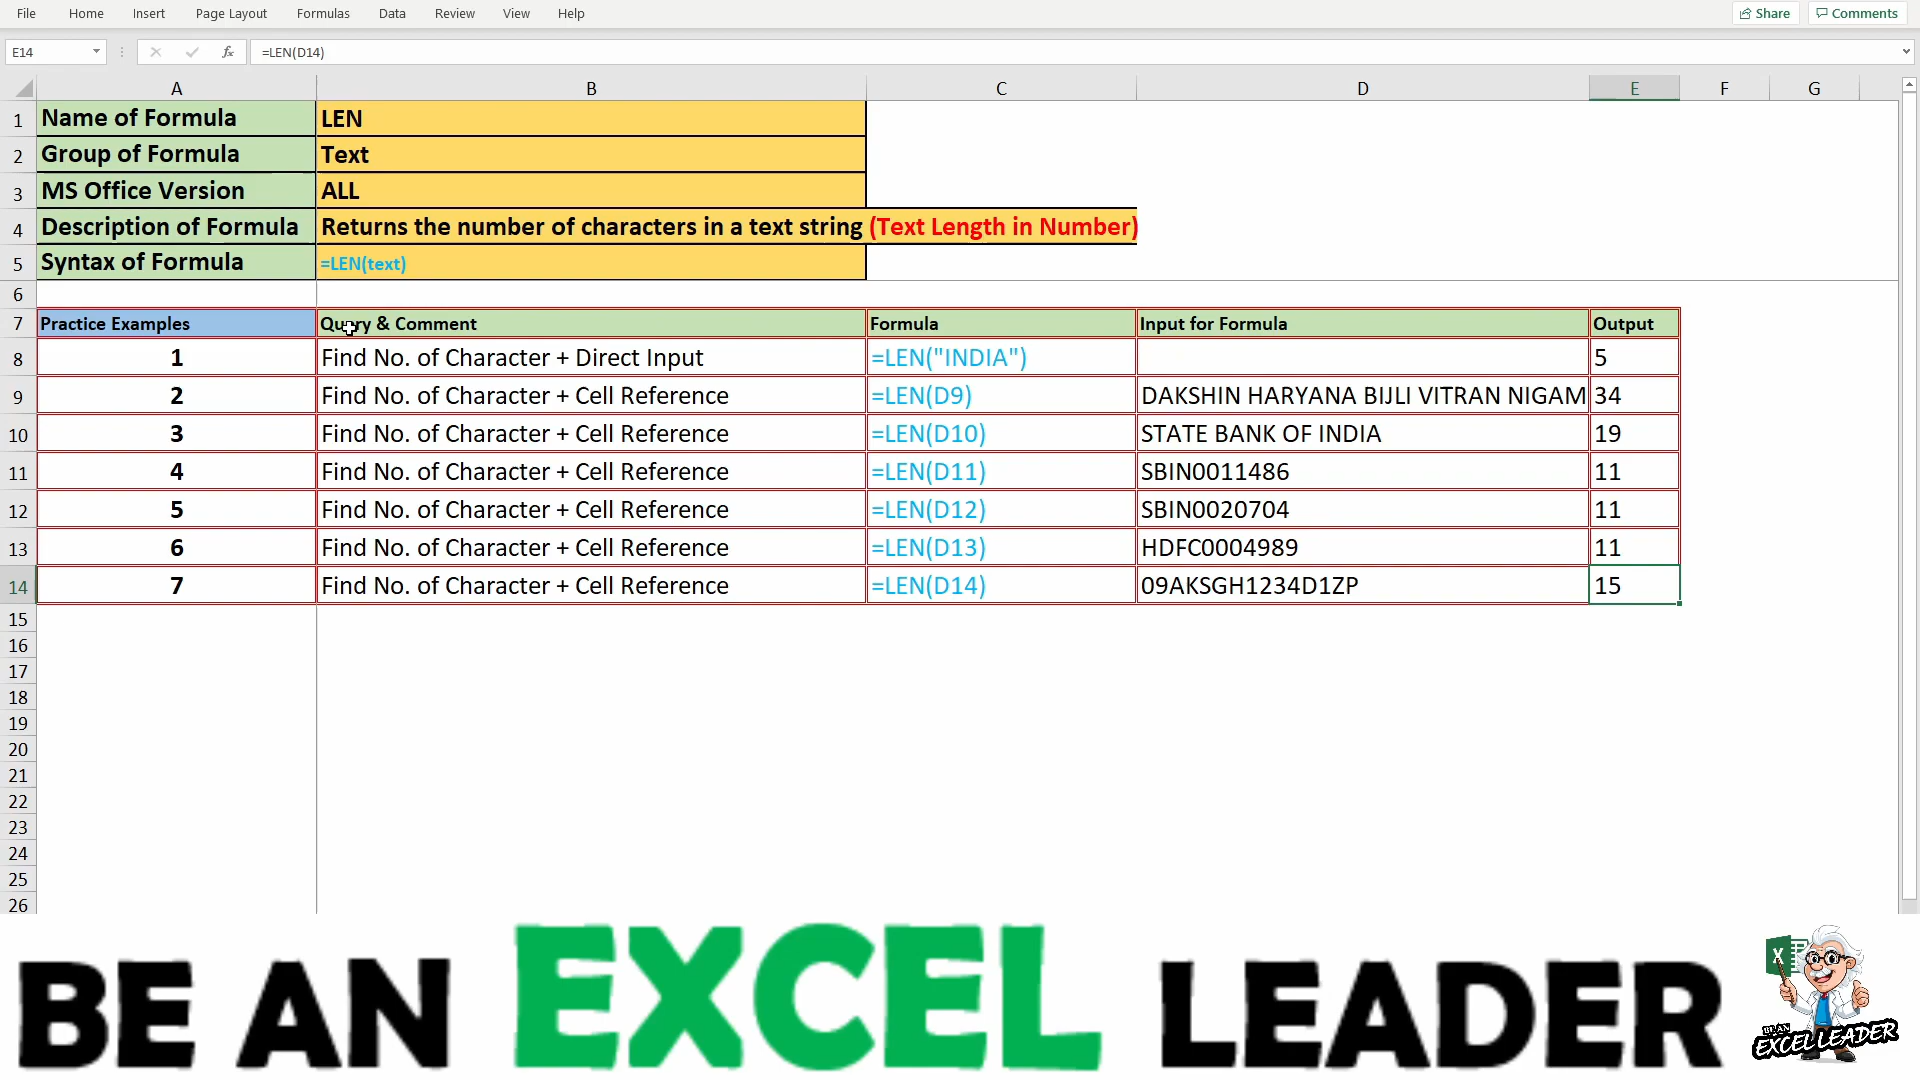 File Home Insert Page Layout Formulas Data Review View Help Share Comments
E14 fx =LEN(D14)
A B C D E F G
1 Name of Formula LEN
2 Group of Formula Text
3 MS Office Version ALL
4 Description of Formula Returns the number of characters in a text string (Text Length in Number)
5 Syntax of Formula =LEN(text)
6
7 Practice Examples Query & Comment Formula Input for Formula Output
8 1 Find No. of Character + Direct Input =LEN("INDIA") 5
9 2 Find No. of Character + Cell Reference =LEN(D9) DAKSHIN HARYANA BIJLI VITRAN NIGAM 34
10 3 Find No. of Character + Cell Reference =LEN(D10) STATE BANK OF INDIA 19
11 4 Find No. of Character + Cell Reference =LEN(D11) SBIN0011486 11
12 5 Find No. of Character + Cell Reference =LEN(D12) SBIN0020704 11
13 6 Find No. of Character + Cell Reference =LEN(D13) HDFC0004989 11
14 7 Find No. of Character + Cell Reference =LEN(D14) 09AKSGH1234D1ZP 15
15
16
17
18
19
20
21
22
23
24
25
26
BE AN EXCEL LEADER
X
BE AN
EXCEL LEADER